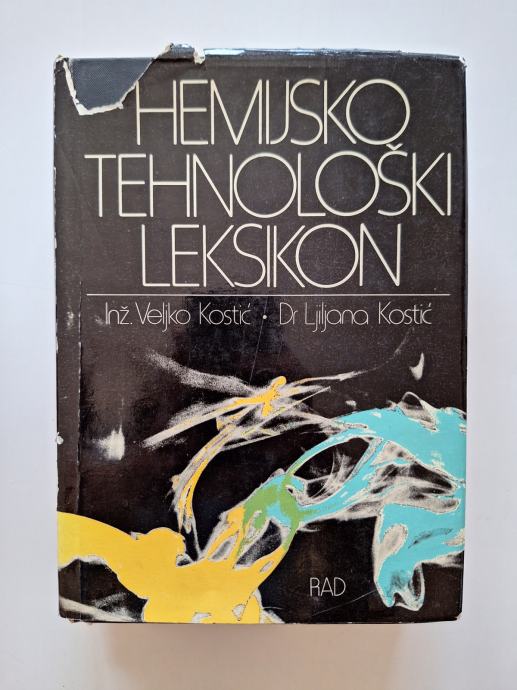 HEMIJSKO
TEHNOLOŠKI
LEKSIKON
Inž. Veljko Kostić · Dr Ljiljana Kostić
RAD